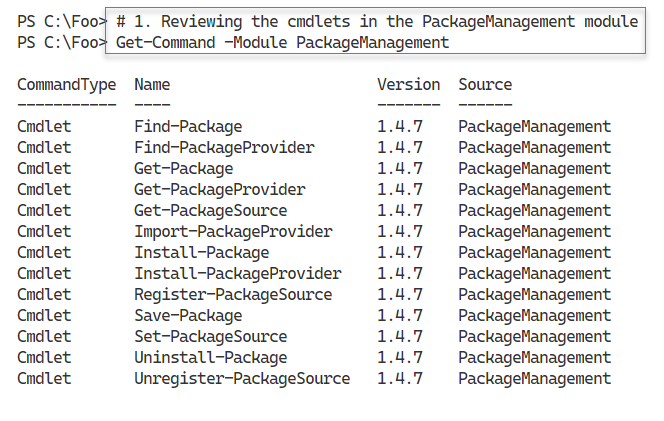 PS C:\Foo> # 1. Reviewing the cmdlets in the PackageManagement module
PS C:\Foo> Get-Command -Module PackageManagement
CommandType Name Version Source
----------- ---- ------- ------
Cmdlet Find-Package 1.4.7 PackageManagement
Cmdlet Find-PackageProvider 1.4.7 PackageManagement
Cmdlet Get-Package 1.4.7 PackageManagement
Cmdlet Get-PackageProvider 1.4.7 PackageManagement
Cmdlet Get-PackageSource 1.4.7 PackageManagement
Cmdlet Import-PackageProvider 1.4.7 PackageManagement
Cmdlet Install-Package 1.4.7 PackageManagement
Cmdlet Install-PackageProvider 1.4.7 PackageManagement
Cmdlet Register-PackageSource 1.4.7 PackageManagement
Cmdlet Save-Package 1.4.7 PackageManagement
Cmdlet Set-PackageSource 1.4.7 PackageManagement
Cmdlet Uninstall-Package 1.4.7 PackageManagement
Cmdlet Unregister-PackageSource 1.4.7 PackageManagement